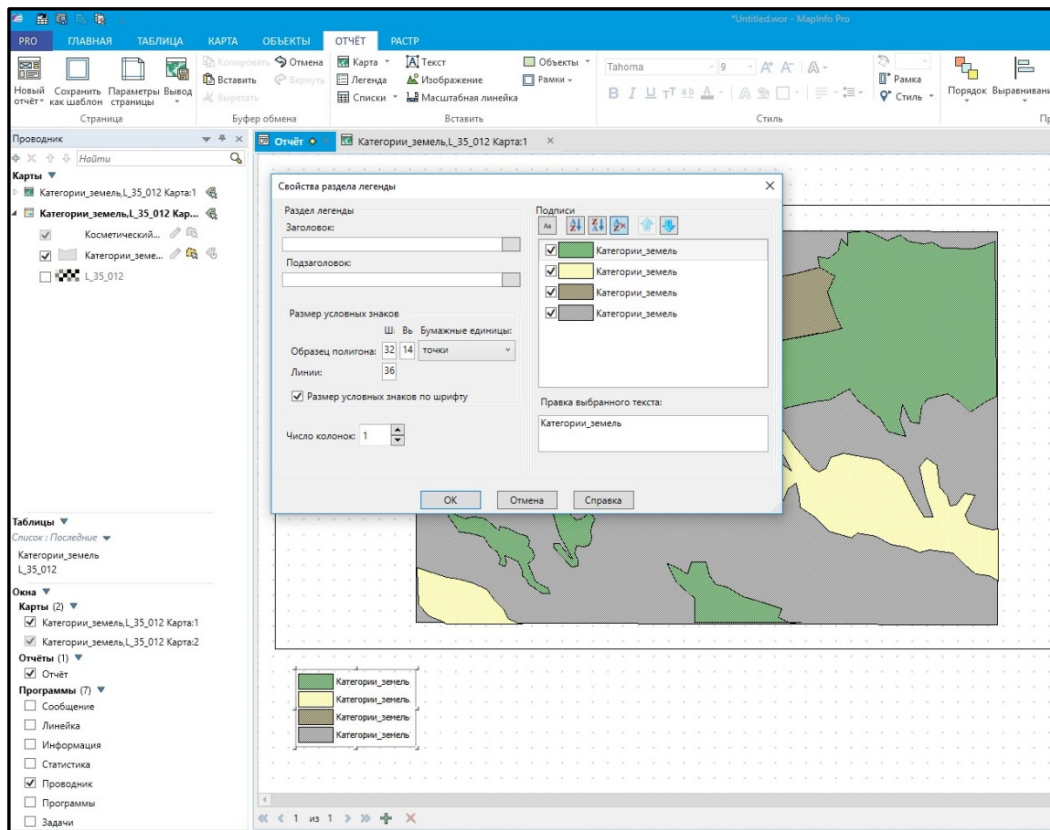 *Untitled.wor - MapInfo Pro
PRO ГЛАВНАЯ ТАБЛИЦА КАРТА ОБЪЕКТЫ ОТЧЁТ РАСТР
Новый отчёт
Сохранить как шаблон
Параметры страницы
Вывод
Страница
Копировать
Вставить
Вырезать
Отмена
Вернуть
Буфер обмена
Карта
Легенда
Списки
Текст
Изображение
Масштабная линейка
Объекты
Рамки
Вставить
Tahoma 9
B I U
Стиль
Рамка
Стиль
Порядок
Выравнивани
Пр
Проводник
Найти
Карты
Категории_земель,L_35_012 Карта:1
Категории_земель,L_35_012 Кар...
Косметический...
Категории_земе...
L_35_012
Таблицы
Список : Последние
Категории_земель
L_35_012
Окна
Карты (2)
Категории_земель,L_35_012 Карта:1
Категории_земель,L_35_012 Карта:2
Отчёты (1)
Отчёт
Программы (7)
Сообщение
Линейка
Информация
Статистика
Проводник
Программы
Задачи
Отчёт
Категории_земель,L_35_012 Карта:1
Свойства раздела легенды
Раздел легенды
Заголовок:
Подзаголовок:
Размер условных знаков
Ш Вь Бумажные единицы:
Образец полигона: 32 14 точки
Линии: 36
Размер условных знаков по шрифту
Число колонок: 1
Подписи
Aa
Категории_земель
Категории_земель
Категории_земель
Категории_земель
Правка выбранного текста:
Категории_земель
ОК Отмена Справка
Категории_земель
Категории_земель
Категории_земель
Категории_земель
1 из 1